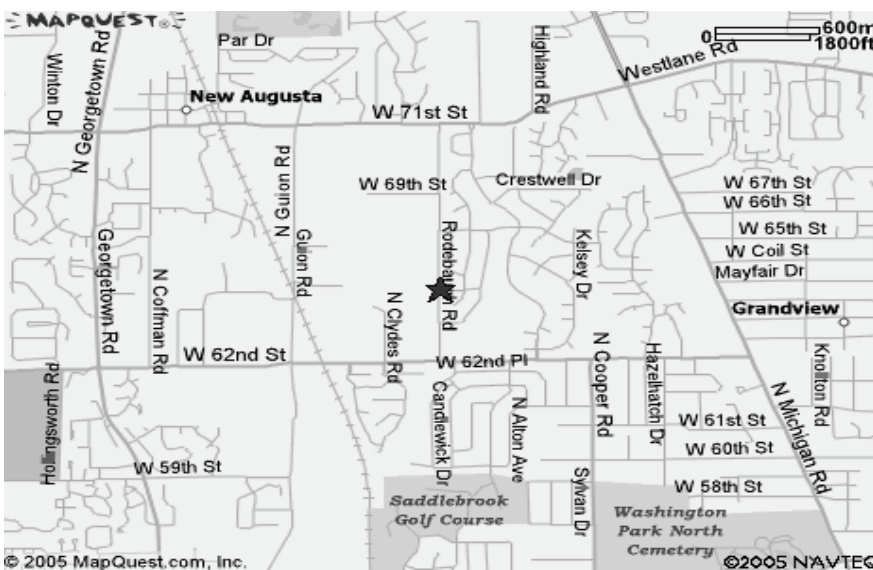 MAPQUEST®
600m
0
1800ft
Par Dr
Highland Rd
Westlane Rd
Winton Dr
N Georgetown Rd
New Augusta
W 71st St
N Guion Rd
W 69th St
Crestwell Dr
W 67th St
W 66th St
W 65th St
W Coil St
Mayfair Dr
Grandview
Georgetown Rd
N Coffman Rd
Guion Rd
N Clydes Rd
Kelsey Dr
W 62nd St
W 62nd Pl
N Cooper Rd
Hazelhatch Dr
Knollton Rd
N Michigan Rd
Hollingsworth Rd
Candlewick Dr
N Alton Ave
W 61st St
W 60th St
W 59th St
W 58th St
Sylvan Dr
Saddlebrook
Golf Course
Washington
Park North
Cemetery
© 2005 MapQuest.com, Inc.
©2005 NAVTEQ